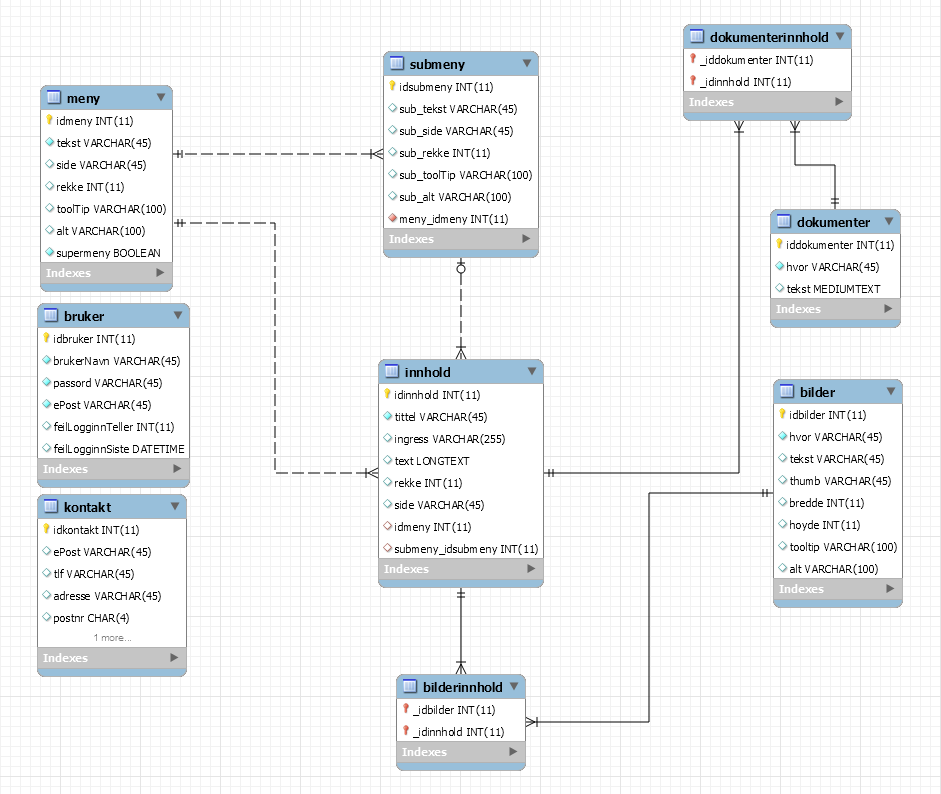 meny
idmeny INT(11)
tekst VARCHAR(45)
side VARCHAR(45)
rekke INT(11)
toolTip VARCHAR(100)
alt VARCHAR(100)
supermeny BOOLEAN
Indexes
bruker
idbruker INT(11)
brukerNavn VARCHAR(45)
passord VARCHAR(45)
ePost VARCHAR(45)
feilLogginnTeller INT(11)
feilLogginnSiste DATETIME
Indexes
kontakt
idkontakt INT(11)
ePost VARCHAR(45)
tlf VARCHAR(45)
adresse VARCHAR(45)
postnr CHAR(4)
1 more...
Indexes
submeny
idsubmeny INT(11)
sub_tekst VARCHAR(45)
sub_side VARCHAR(45)
sub_rekke INT(11)
sub_toolTip VARCHAR(100)
sub_alt VARCHAR(100)
meny_idmeny INT(11)
Indexes
innhold
idinnhold INT(11)
tittel VARCHAR(45)
ingress VARCHAR(255)
text LONGTEXT
rekke INT(11)
side VARCHAR(45)
idmeny INT(11)
submeny_idsubmeny INT(11)
Indexes
bilderinnhold
_idbilder INT(11)
_idinnhold INT(11)
Indexes
dokumenterinnhold
_iddokumenter INT(11)
_idinnhold INT(11)
Indexes
dokumenter
iddokumenter INT(11)
hvor VARCHAR(45)
tekst MEDIUMTEXT
Indexes
bilder
idbilder INT(11)
hvor VARCHAR(45)
tekst VARCHAR(45)
thumb VARCHAR(45)
bredde INT(11)
hoyde INT(11)
tooltip VARCHAR(100)
alt VARCHAR(100)
Indexes